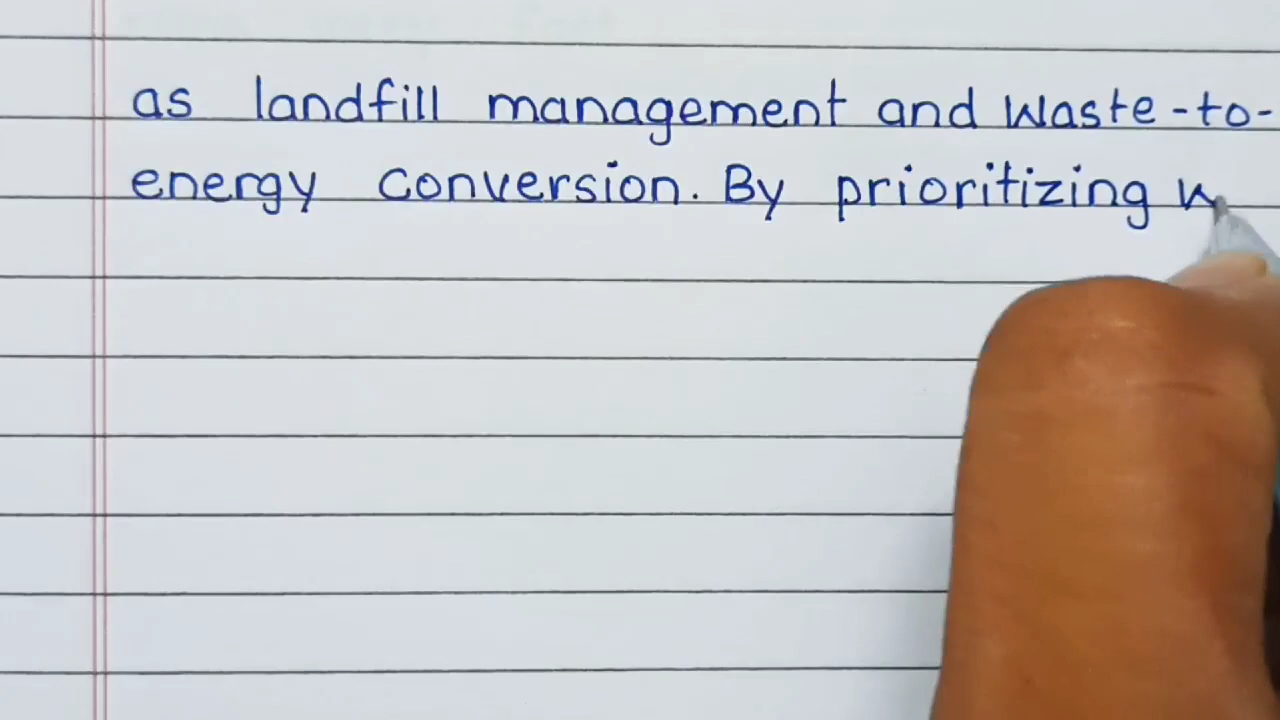 as landfill management and waste-to-
energy conversion. By prioritizing